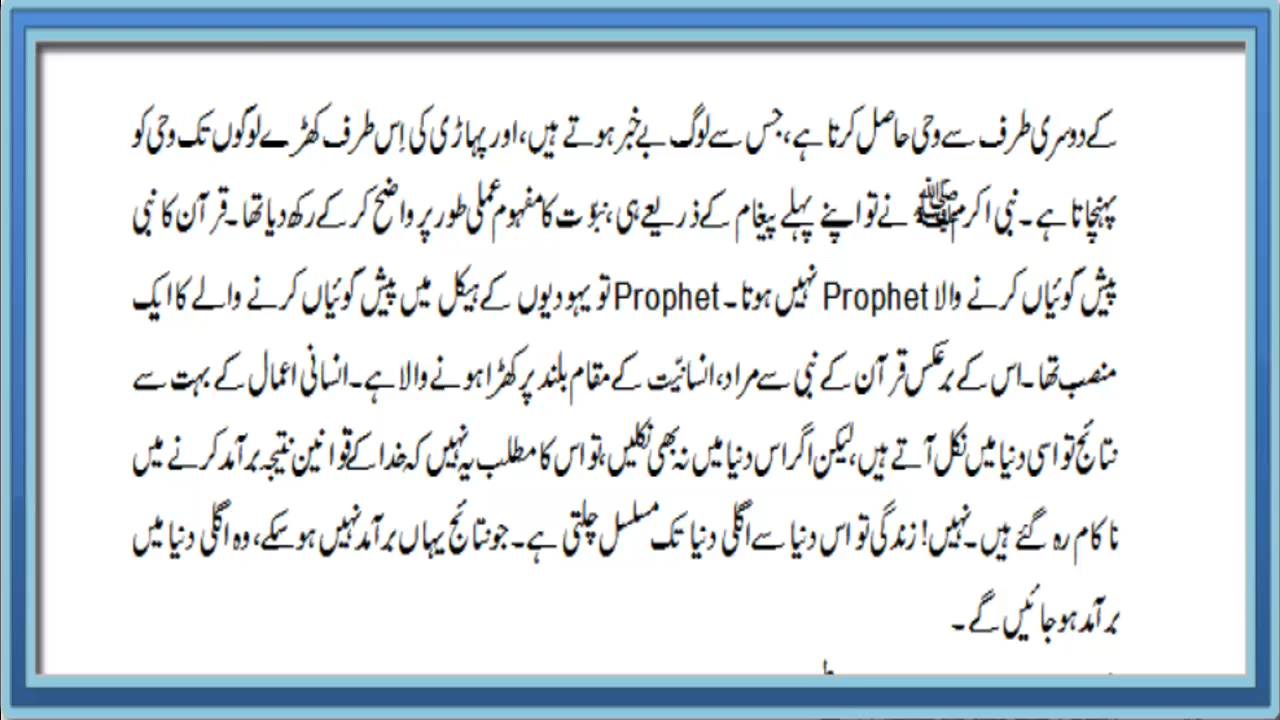 کے دوسری طرف سے وحی حاصل کرتا ہے، جس سے لوگ بے خبر ہوتے ہیں، اور پہاڑی کی اِس طرف کھڑے لوگوں تک وحی کو
پہنچاتا ہے۔ نبی اکرم ﷺ نے تو اپنے پہلے پیغام کے ذریعے ہی، نبوّت کا مفہوم عملی طور پر واضح کر کے رکھ دیا تھا۔ قرآن کا نبی
پیش گوئیاں کرنے والا Prophet نہیں ہوتا۔ Prophet تو یہودیوں کے ہیکل میں پیش گوئیاں کرنے والے کا ایک
منصب تھا۔ اس کے برعکس قرآن کے نبی سے مراد، انسانیّت کے مقام بلند پر کھڑا ہونے والا ہے۔ انسانی اعمال کے بہت سے
نتائج تو اسی دنیا میں نکل آتے ہیں، لیکن اگر اس دنیا میں نہ بھی نکلیں، تو اس کا مطلب یہ نہیں کہ خدا کے قوانین نتیجہ برآمد کرنے میں
ناکام رہ گئے ہیں۔ نہیں! زندگی تو اس دنیا سے اگلی دنیا تک مسلسل چلتی ہے۔ جو نتائج یہاں برآمد نہیں ہو سکے، وہ اگلی دنیا میں
برآمد ہو جائیں گے۔